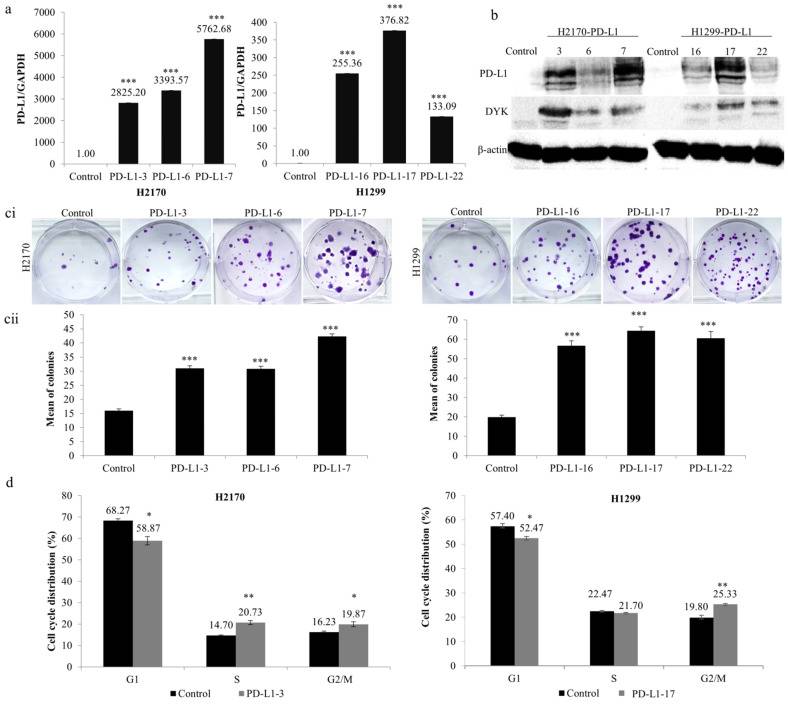 a
PD-L1/GAPDH
7000
6000
5000
4000
3000
2000
1000
0
1.00
***
2825.20
***
3393.57
***
5762.68
Control PD-L1-3 PD-L1-6 PD-L1-7
H2170
PD-L1/GAPDH
400
350
300
250
200
150
100
50
0
1.00
***
255.36
***
376.82
***
133.09
Control PD-L1-16 PD-L1-17 PD-L1-22
H1299
b
H2170-PD-L1 H1299-PD-L1
Control 3 6 7 Control 16 17 22
PD-L1
DYK
β-actin
ci
Control PD-L1-3 PD-L1-6 PD-L1-7
H2170
Control PD-L1-16 PD-L1-17 PD-L1-22
H1299
cii
Mean of colonies
50
45
40
35
30
25
20
15
10
5
0
*** *** ***
Control PD-L1-3 PD-L1-6 PD-L1-7
Mean of colonies
70
60
50
40
30
20
10
0
*** *** ***
Control PD-L1-16 PD-L1-17 PD-L1-22
d
H2170
Cell cycle distribution (%)
80
70
60
50
40
30
20
10
0
68.27
*
58.87
14.70
**
20.73
16.23
*
19.87
G1 S G2/M
Control PD-L1-3
H1299
Cell cycle distribution (%)
70
60
50
40
30
20
10
0
57.40
*
52.47
22.47
21.70
19.80
**
25.33
G1 S G2/M
Control PD-L1-17